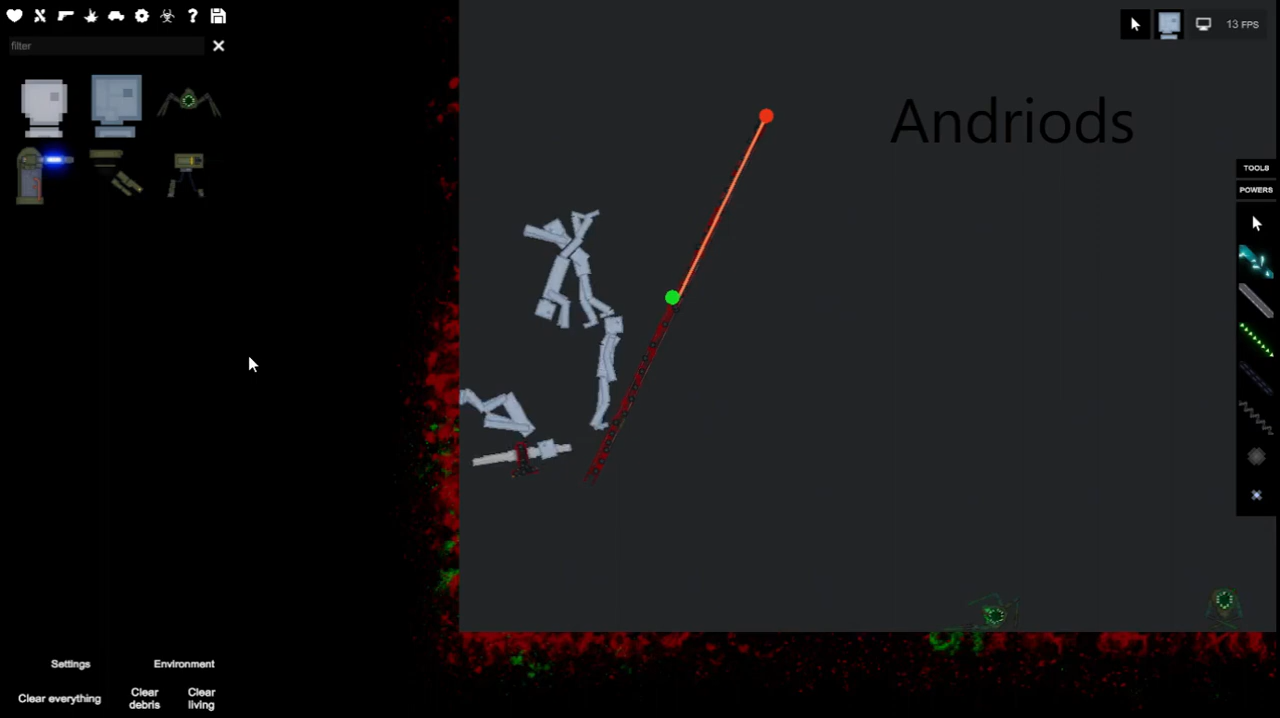 filter
13 FPS
Andriods
TOOLS
POWERS
Settings
Environment
Clear everything
Clear
debris
Clear
living